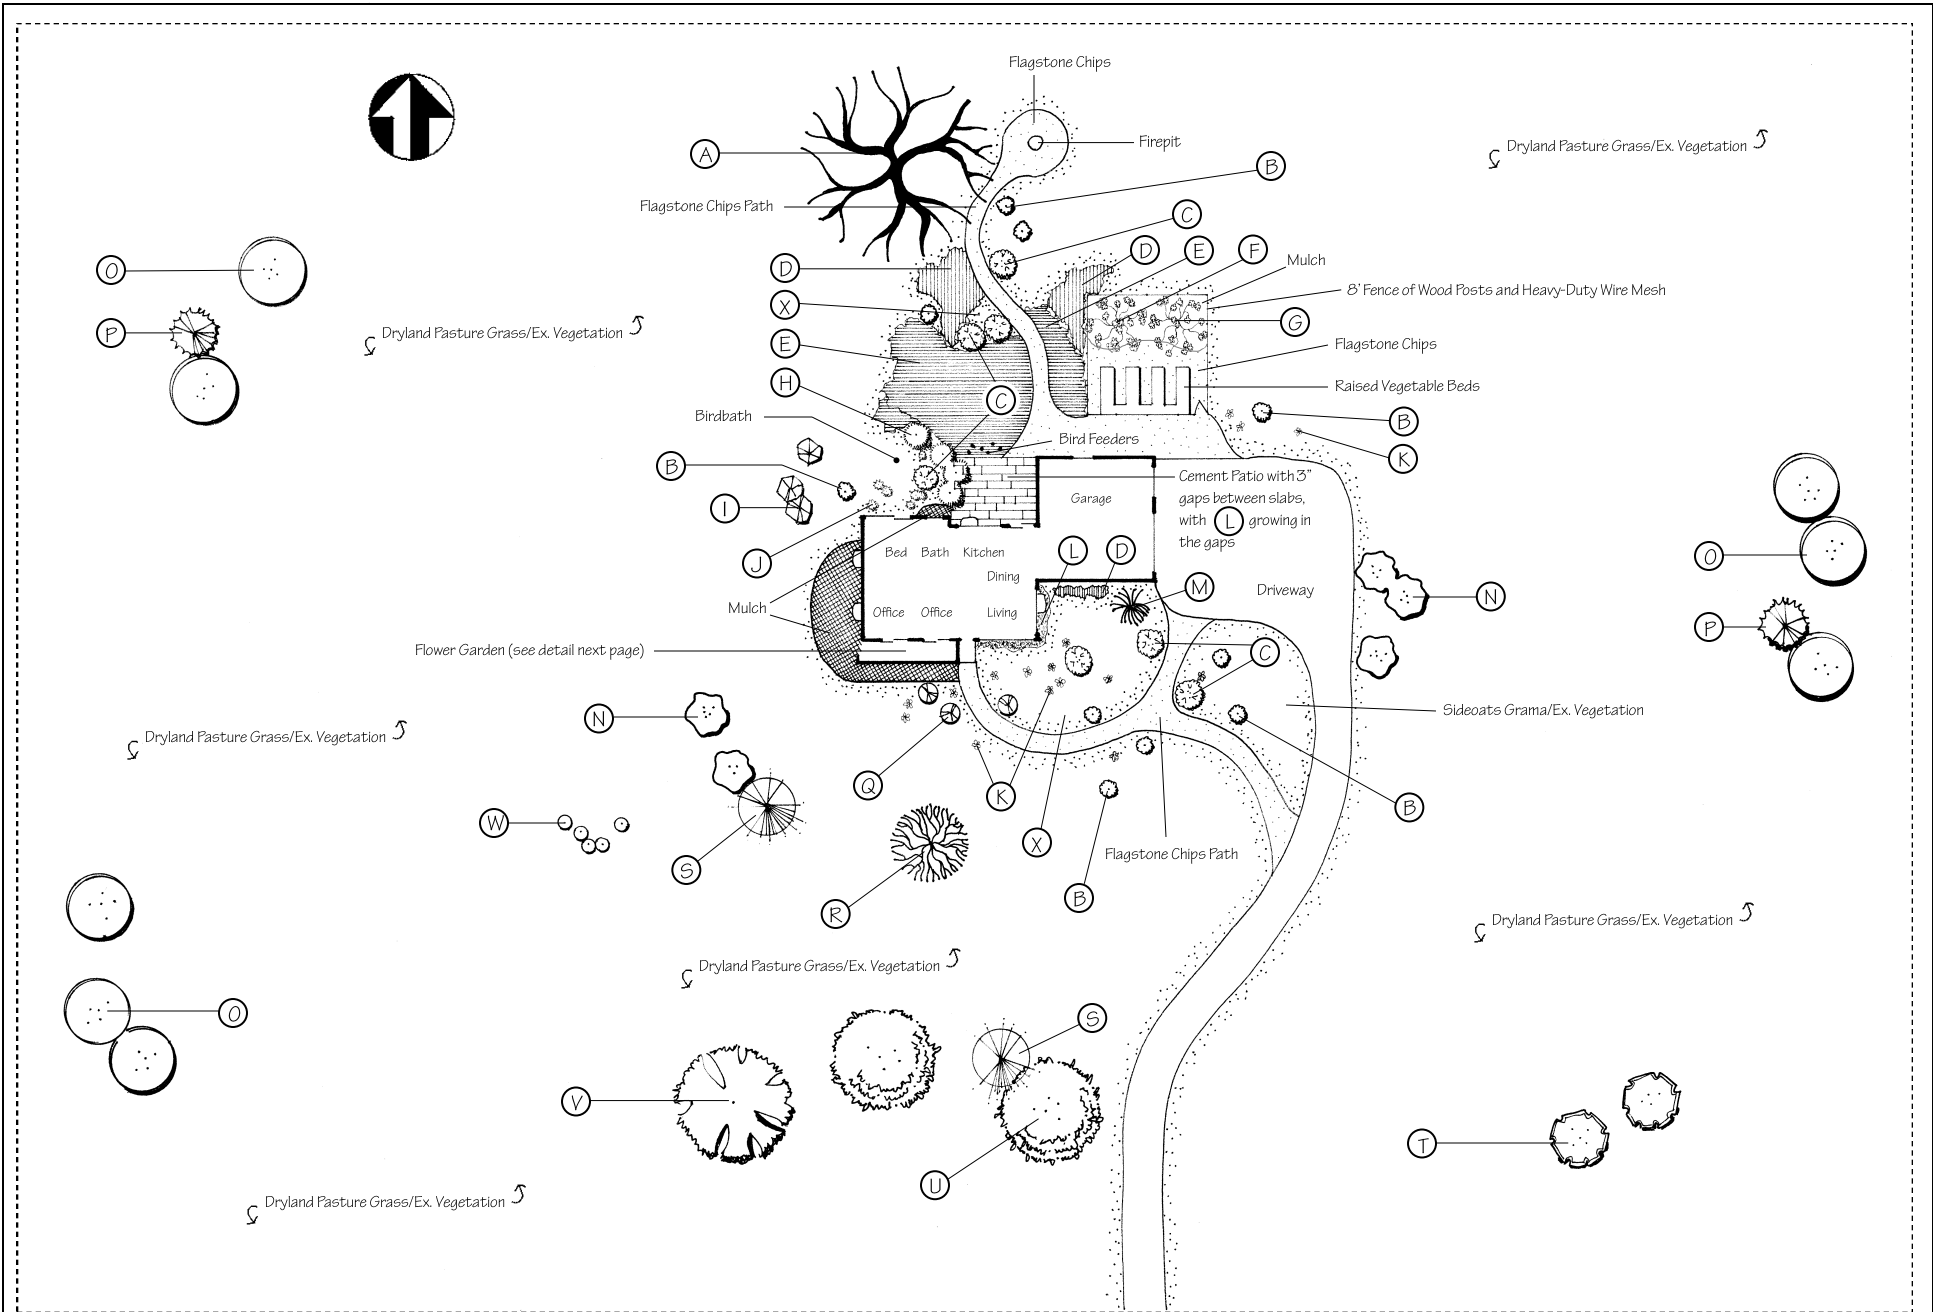 Flagstone Chips
Firepit
A
B
Dryland Pasture Grass/Ex. Vegetation
Flagstone Chips Path
C
D
E
F
Mulch
O
D
X
8' Fence of Wood Posts and Heavy-Duty Wire Mesh
G
P
Dryland Pasture Grass/Ex. Vegetation
E
Flagstone Chips
H
Raised Vegetable Beds
C
Birdbath
B
Bird Feeders
K
B
I
Garage
Cement Patio with 3"
gaps between slabs,
with L growing in
the gaps
J
Bed
Bath
Kitchen
L
D
O
Dining
M
Driveway
N
Mulch
Office
Office
Living
P
Flower Garden (see detail next page)
C
N
Sideoats Grama/Ex. Vegetation
Dryland Pasture Grass/Ex. Vegetation
Q
K
B
W
X
Flagstone Chips Path
S
B
R
Dryland Pasture Grass/Ex. Vegetation
Dryland Pasture Grass/Ex. Vegetation
O
S
V
T
U
Dryland Pasture Grass/Ex. Vegetation